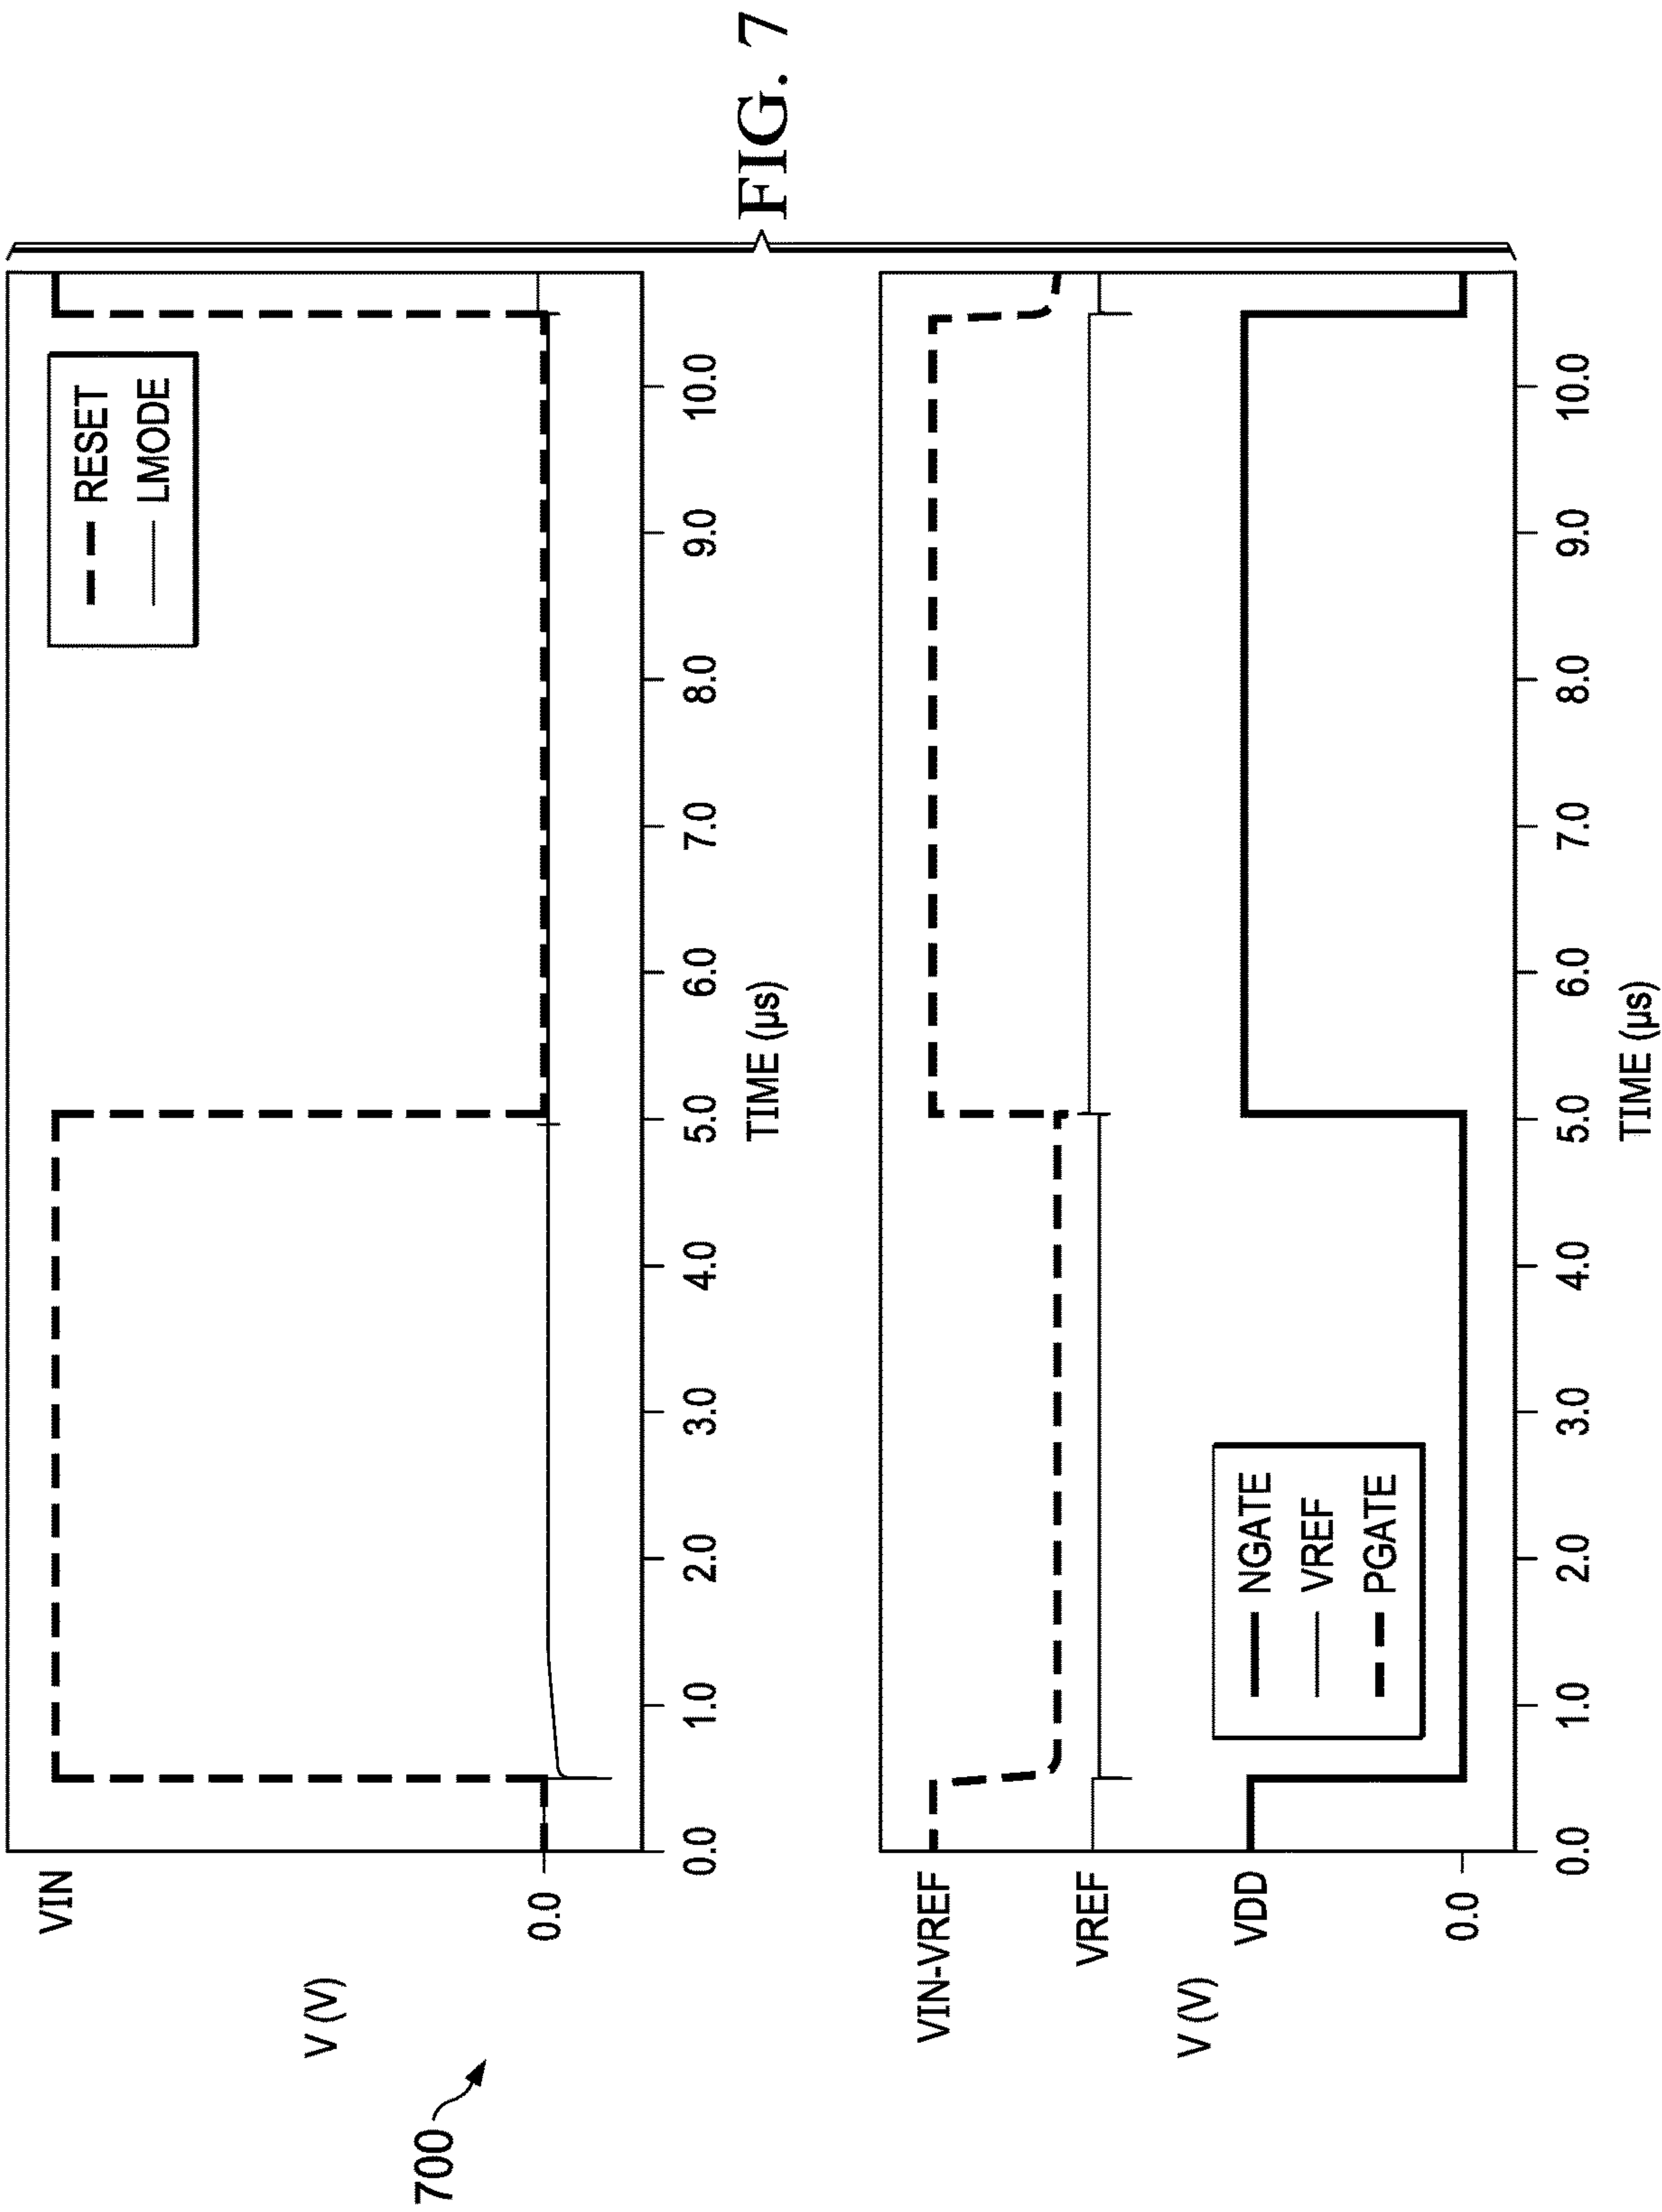 700
V (V)
VIN
0.0
RESET
LMODE
0.0 1.0 2.0 3.0 4.0 5.0 6.0 7.0 8.0 9.0 10.0
TIME (µs)
V (V)
VIN-VREF
VREF
VDD
0.0
NGATE
VREF
PGATE
0.0 1.0 2.0 3.0 4.0 5.0 6.0 7.0 8.0 9.0 10.0
TIME (µs)
FIG. 7